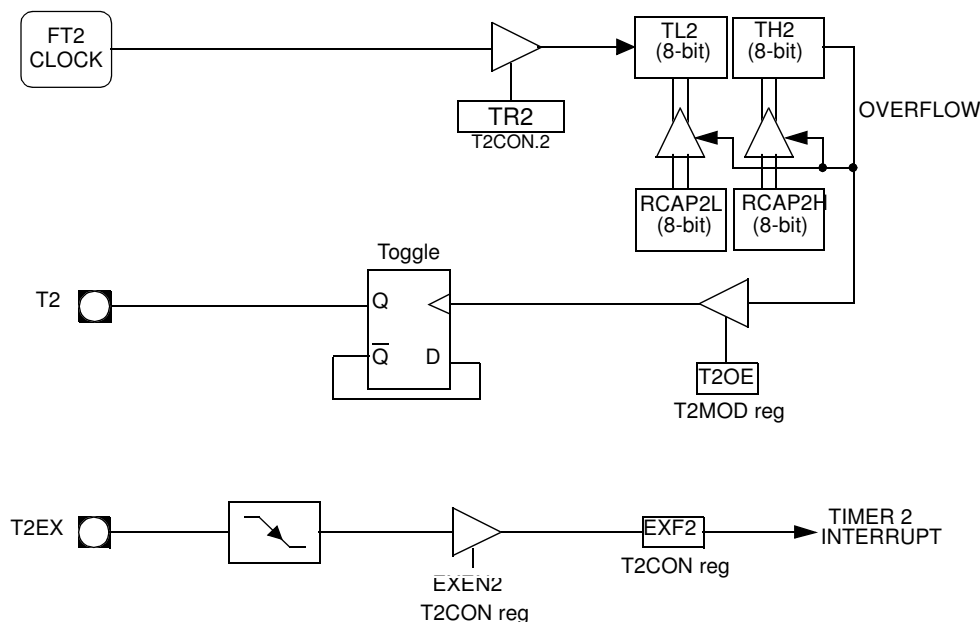 FT2
CLOCK
TR2
T2CON.2
TL2
(8-bit)
TH2
(8-bit)
OVERFLOW
RCAP2L
(8-bit)
RCAP2H
(8-bit)
Toggle
T2
Q
Q
D
T2OE
T2MOD reg
T2EX
EXEN2
T2CON reg
EXF2
T2CON reg
TIMER 2
INTERRUPT